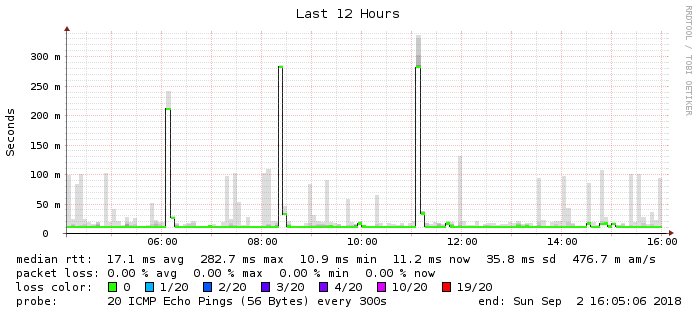 Last 12 Hours
RRDTOOL / TOBI OETIKER
Seconds
300 m
250 m
200 m
150 m
100 m
50 m
0
06:00 08:00 10:00 12:00 14:00 16:00
median rtt: 17.1 ms avg 282.7 ms max 10.9 ms min 11.2 ms now 35.8 ms sd 476.7 m am/s
packet loss: 0.00 % avg 0.00 % max 0.00 % min 0.00 % now
loss color: 0 1/20 2/20 3/20 4/20 10/20 19/20
probe: 20 ICMP Echo Pings (56 Bytes) every 300s end: Sun Sep 2 16:05:06 2018